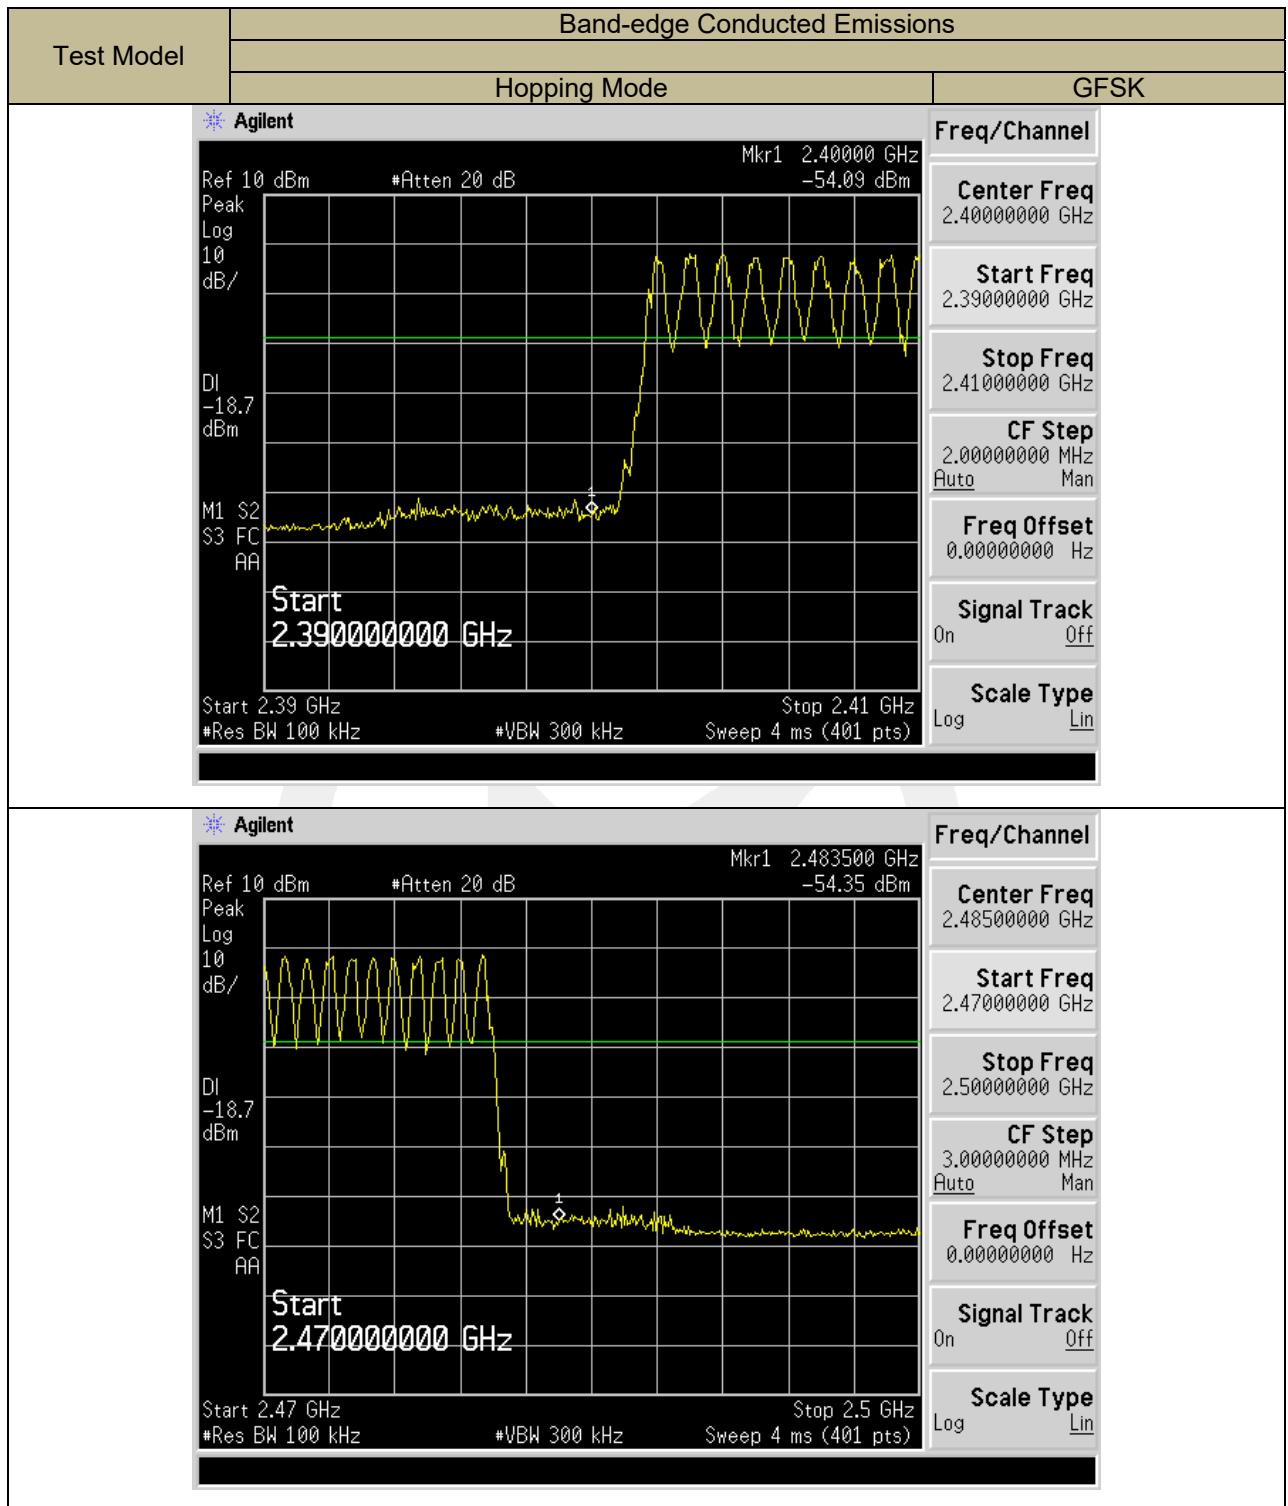 Test Model
Band-edge Conducted Emissions
Hopping Mode
GFSK
Agilent
Freq/Channel
Mkr1 2.40000 GHz
Ref 10 dBm #Atten 20 dB -54.09 dBm
Peak
Log
10
dB/
DI
-18.7
dBm
M1 S2
S3 FC
AA
1
Start
2.390000000 GHz
Start 2.39 GHz Stop 2.41 GHz
#Res BW 100 kHz #VBW 300 kHz Sweep 4 ms (401 pts)
Center Freq
2.40000000 GHz
Start Freq
2.39000000 GHz
Stop Freq
2.41000000 GHz
CF Step
2.00000000 MHz
Auto Man
Freq Offset
0.00000000 Hz
Signal Track
On Off
Scale Type
Log Lin
Agilent
Freq/Channel
Mkr1 2.483500 GHz
Ref 10 dBm #Atten 20 dB -54.35 dBm
Peak
Log
10
dB/
DI
-18.7
dBm
M1 S2
S3 FC
AA
1
Start
2.470000000 GHz
Start 2.47 GHz Stop 2.5 GHz
#Res BW 100 kHz #VBW 300 kHz Sweep 4 ms (401 pts)
Center Freq
2.48500000 GHz
Start Freq
2.47000000 GHz
Stop Freq
2.50000000 GHz
CF Step
3.00000000 MHz
Auto Man
Freq Offset
0.00000000 Hz
Signal Track
On Off
Scale Type
Log Lin